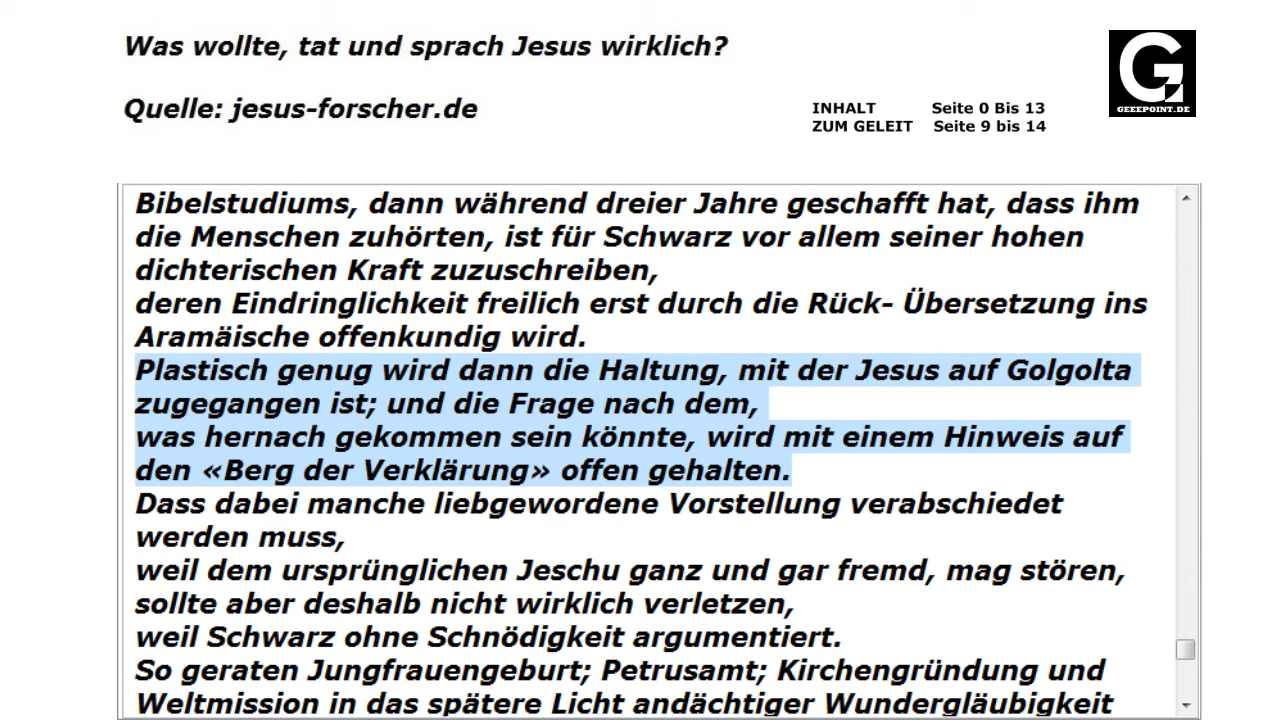 Was wollte, tat und sprach Jesus wirklich?
Quelle: jesus-forscher.de
INHALT Seite 0 Bis 13
ZUM GELEIT Seite 9 bis 14
G
GEEEPOINT.DE
Bibelstudiums, dann während dreier Jahre geschafft hat, dass ihm
die Menschen zuhörten, ist für Schwarz vor allem seiner hohen
dichterischen Kraft zuzuschreiben,
deren Eindringlichkeit freilich erst durch die Rück- Übersetzung ins
Aramäische offenkundig wird.
Plastisch genug wird dann die Haltung, mit der Jesus auf Golgolta
zugegangen ist; und die Frage nach dem,
was hernach gekommen sein könnte, wird mit einem Hinweis auf
den «Berg der Verklärung» offen gehalten.
Dass dabei manche liebgewordene Vorstellung verabschiedet
werden muss,
weil dem ursprünglichen Jeschu ganz und gar fremd, mag stören,
sollte aber deshalb nicht wirklich verletzen,
weil Schwarz ohne Schnödigkeit argumentiert.
So geraten Jungfrauengeburt; Petrusamt; Kirchengründung und
Weltmission in das spätere Licht andächtiger Wundergläubigkeit